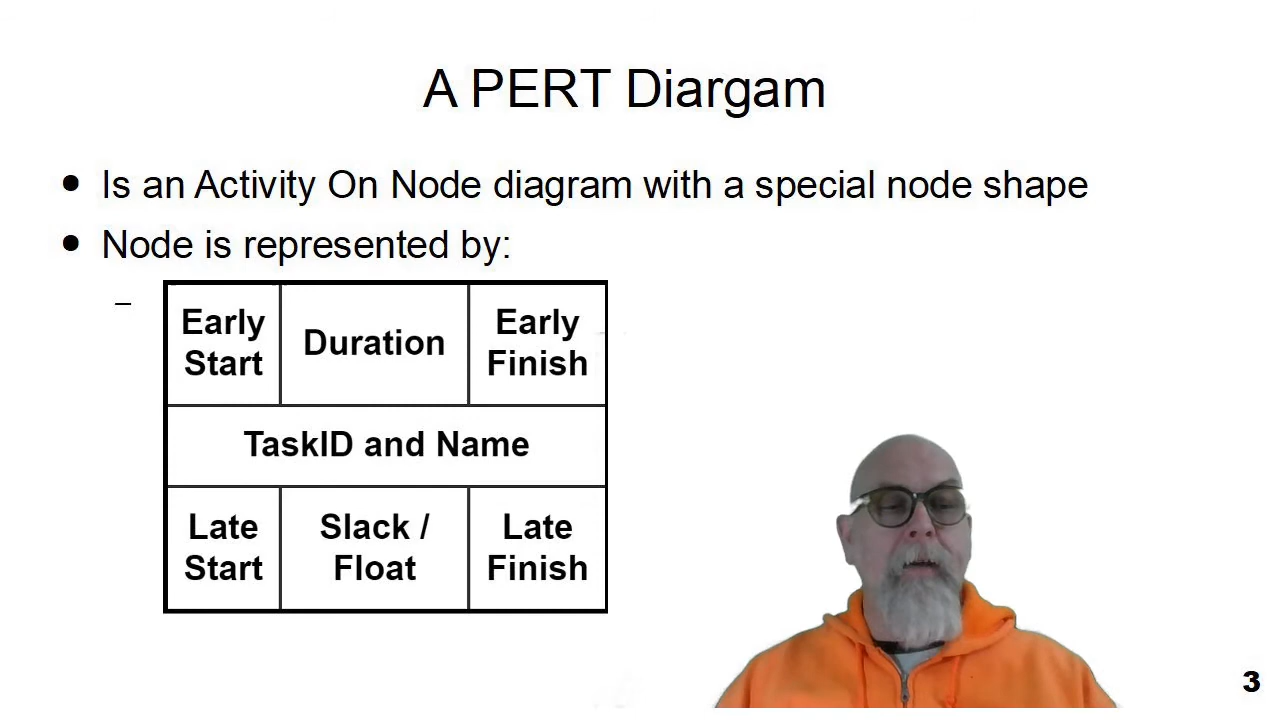 A PERT Diargam
● Is an Activity On Node diagram with a special node shape
● Node is represented by:
–
Early Start
Duration
Early Finish
TaskID and Name
Late Start
Slack / Float
Late Finish
3